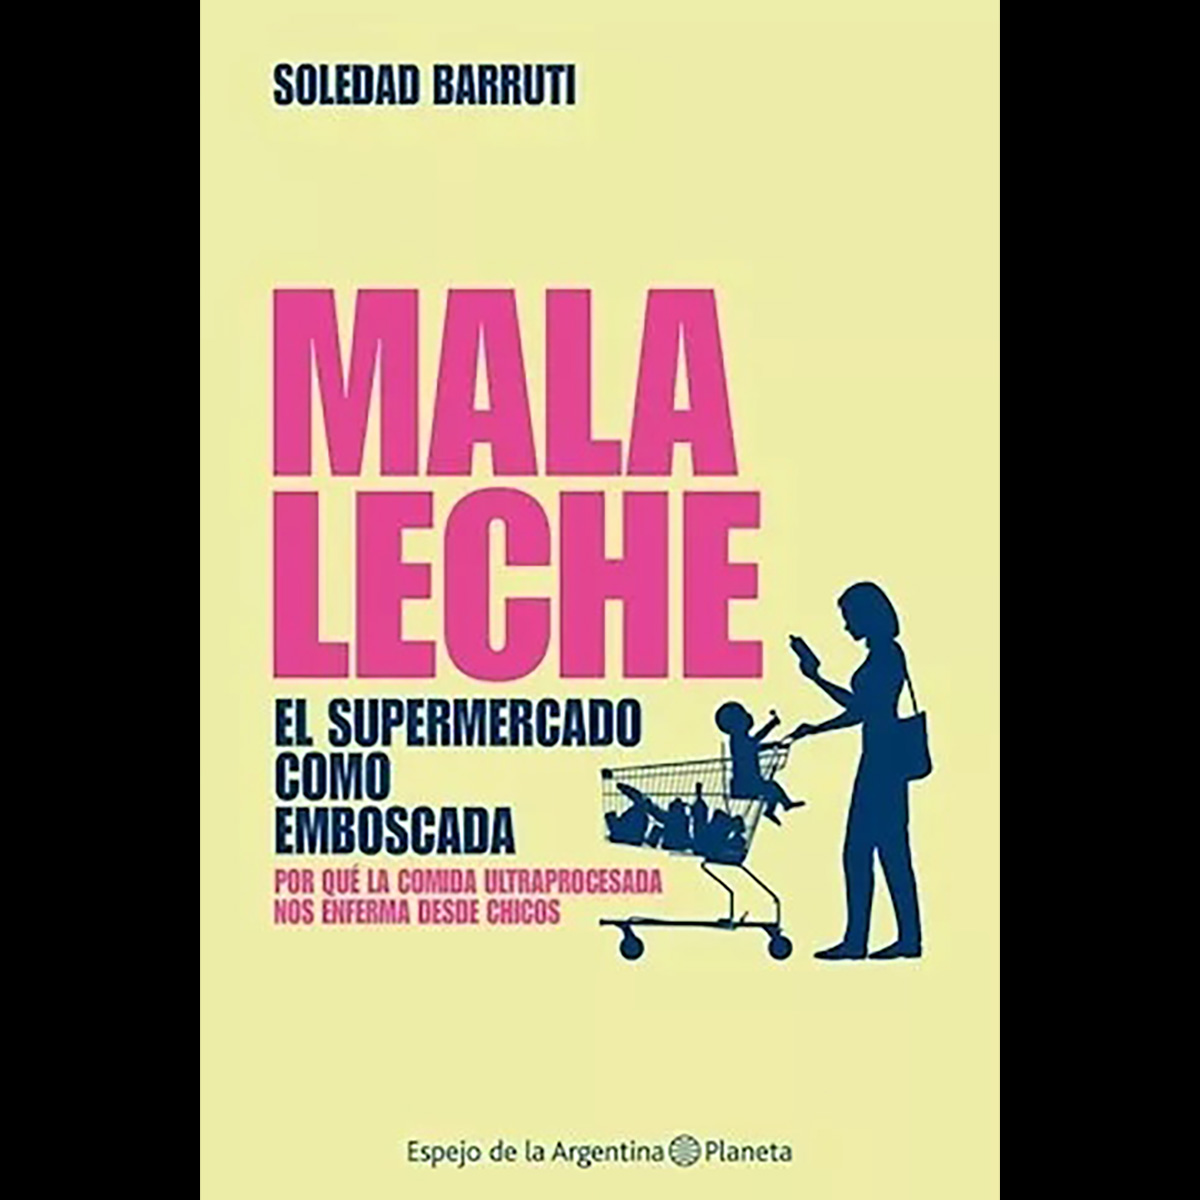 SOLEDAD BARRUTI
MALA
LECHE
EL SUPERMERCADO
COMO
EMBOSCADA
POR QUÉ LA COMIDA ULTRAPROCESADA
NOS ENFERMA DESDE CHICOS
Espejo de la Argentina Planeta